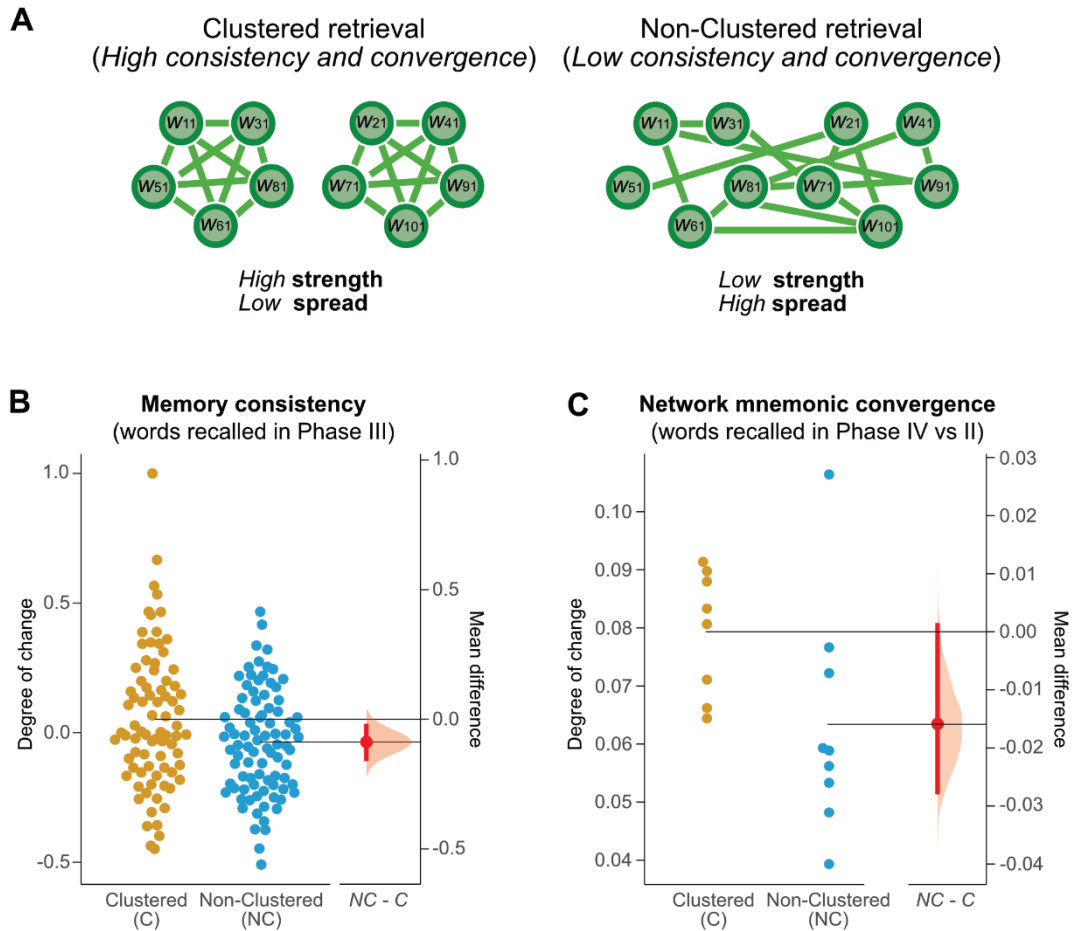 A
Clustered retrieval
(High consistency and convergence)
Non-Clustered retrieval
(Low consistency and convergence)
W11
W31
W51
W81
W61
W21
W41
W71
W91
W101
W11
W31
W21
W41
W51
W81
W71
W91
W61
W101
High strength
Low spread
Low strength
High spread
B
Memory consistency
(words recalled in Phase III)
Degree of change
1.0
0.5
0.0
-0.5
1.0
0.5
0.0
-0.5
Mean difference
Clustered
(C)
Non-Clustered
(NC)
NC - C
C
Network mnemonic convergence
(words recalled in Phase IV vs II)
Degree of change
0.10
0.09
0.08
0.07
0.06
0.05
0.04
0.03
0.02
0.01
0.00
-0.01
-0.02
-0.03
-0.04
Mean difference
Clustered
(C)
Non-Clustered
(NC)
NC - C